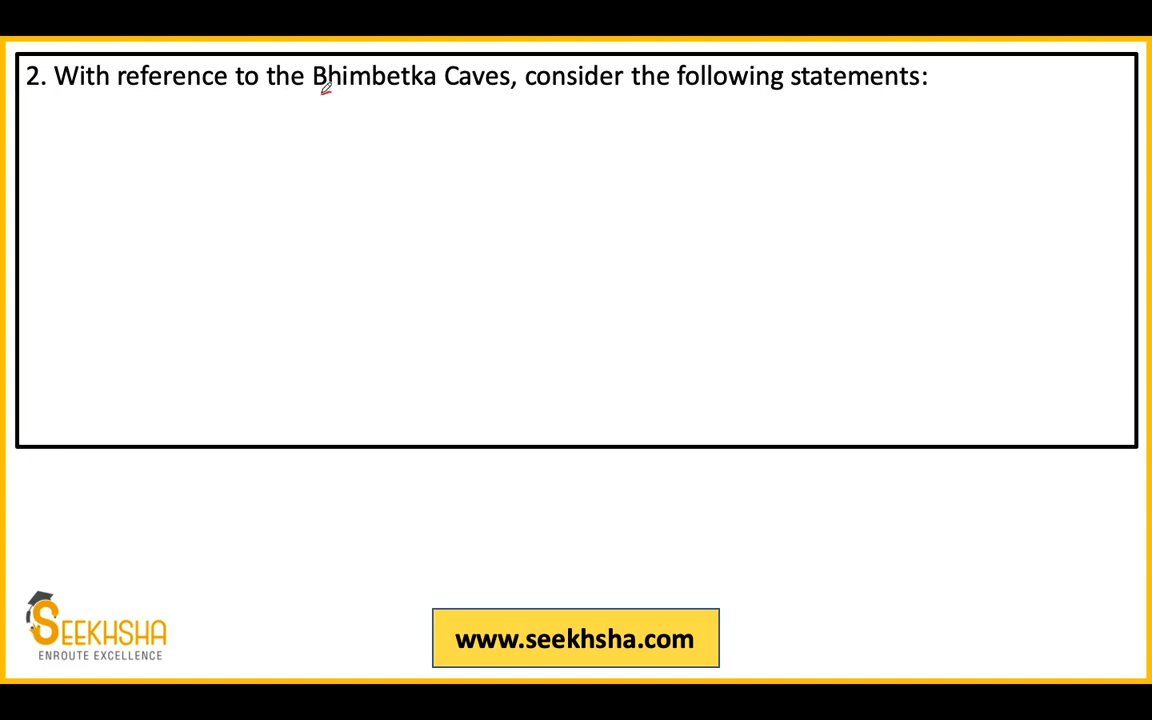 2. With reference to the Bhimbetka Caves, consider the following statements:
SEEKHSHA
ENROUTE EXCELLENCE
www.seekhsha.com